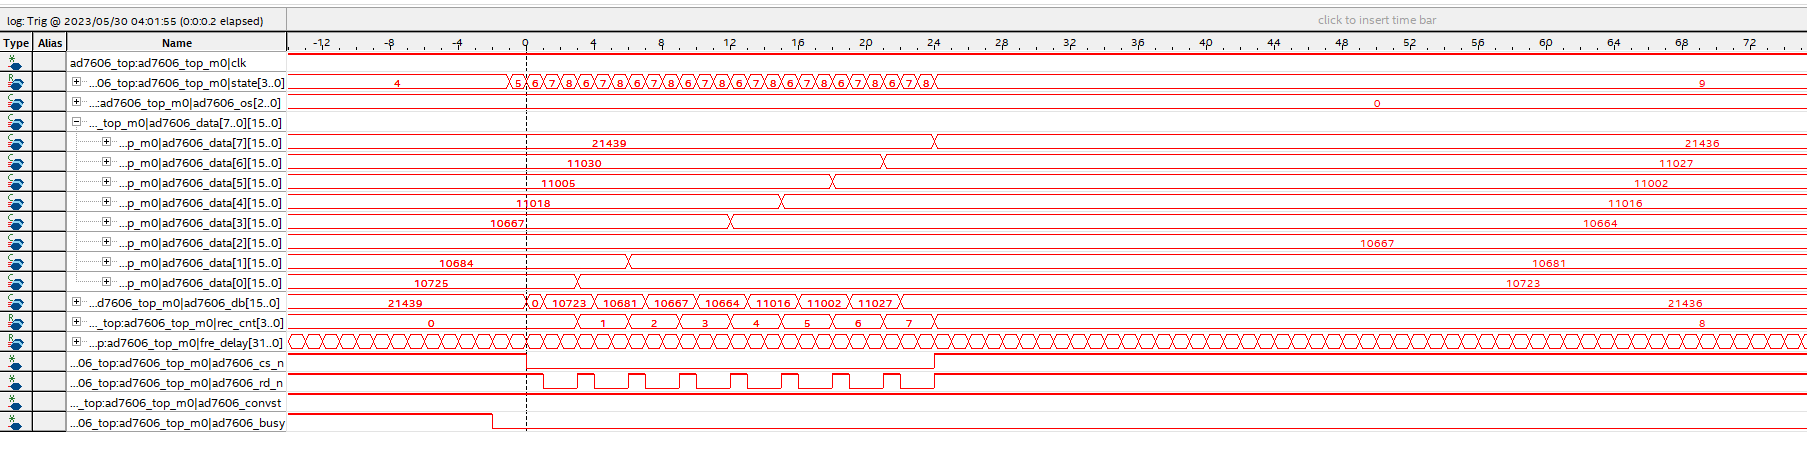 log: Trig @ 2023/05/30 04:01:55 (0:0:0.2 elapsed) click to insert time bar
Type Alias Name -12 -8 -4 0 4 8 12 16 20 24 28 32 36 40 44 48 52 56 60 64 68 72
ad7606_top:ad7606_top_m0|clk
...06_top:ad7606_top_m0|state[3..0] 4 5 6 7 8 6 7 8 6 7 8 6 7 8 6 7 8 6 7 8 6 7 8 6 7 8 9
...:ad7606_top_m0|ad7606_os[2..0] 0
..._top_m0|ad7606_data[7..0][15..0]
...p_m0|ad7606_data[7][15..0] 21439 21436
...p_m0|ad7606_data[6][15..0] 11030 11027
...p_m0|ad7606_data[5][15..0] 11005 11002
...p_m0|ad7606_data[4][15..0] 11018 11016
...p_m0|ad7606_data[3][15..0] 10667 10664
...p_m0|ad7606_data[2][15..0] 10667
...p_m0|ad7606_data[1][15..0] 10684 10681
...p_m0|ad7606_data[0][15..0] 10725 10723
...d7606_top_m0|ad7606_db[15..0] 21439 0 10723 10681 10667 10664 11016 11002 11027 21436
..._top:ad7606_top_m0|rec_cnt[3..0] 0 1 2 3 4 5 6 7 8
...p:ad7606_top_m0|fre_delay[31..0]
...06_top:ad7606_top_m0|ad7606_cs_n
...06_top:ad7606_top_m0|ad7606_rd_n
..._top:ad7606_top_m0|ad7606_convst
...06_top:ad7606_top_m0|ad7606_busy